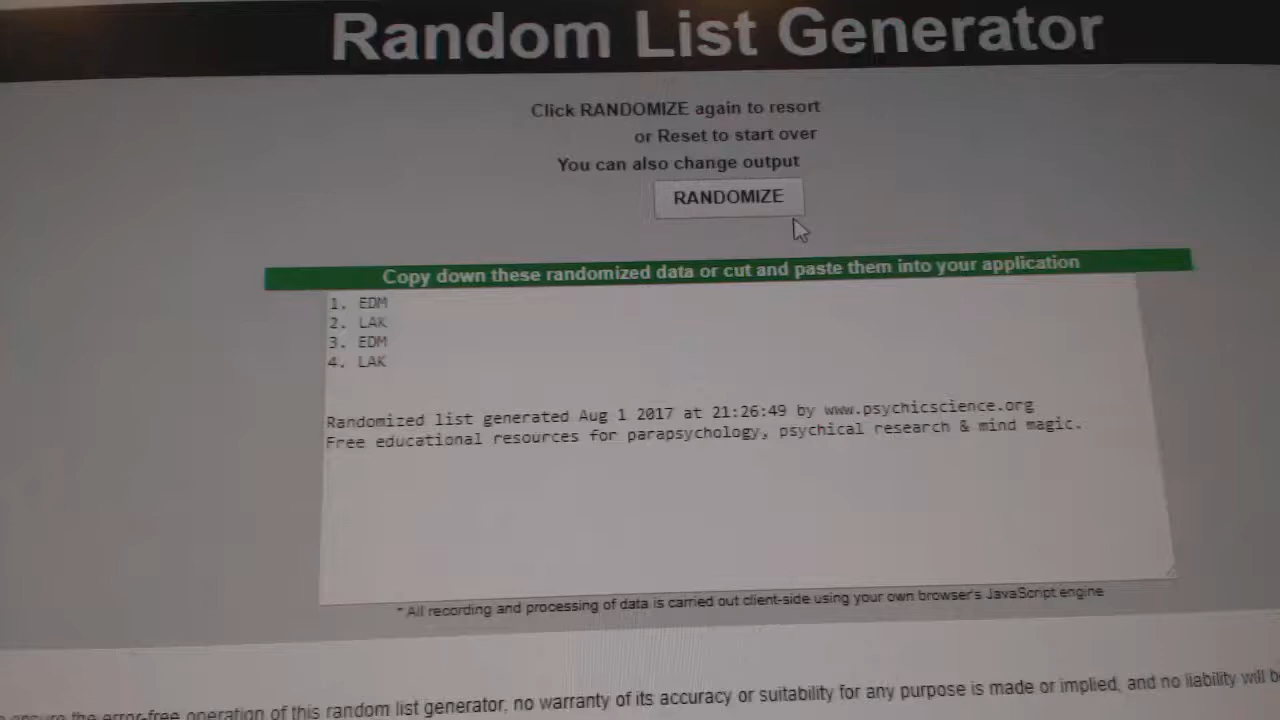 Random List Generator
Click RANDOMIZE again to resort
or Reset to start over
You can also change output
RANDOMIZE
Copy down these randomized data or cut and paste them into your application
1. EDM
2. LAK
3. EDM
4. LAK
Randomized list generated Aug 1 2017 at 21:26:49 by www.psychicscience.org
Free educational resources for parapsychology, psychical research & mind magic.
* All recording and processing of data is carried out client-side using your own browser's JavaScript engine
ensure the error-free operation of this random list generator, no warranty of its accuracy or suitability for any purpose is made or implied, and no liability will